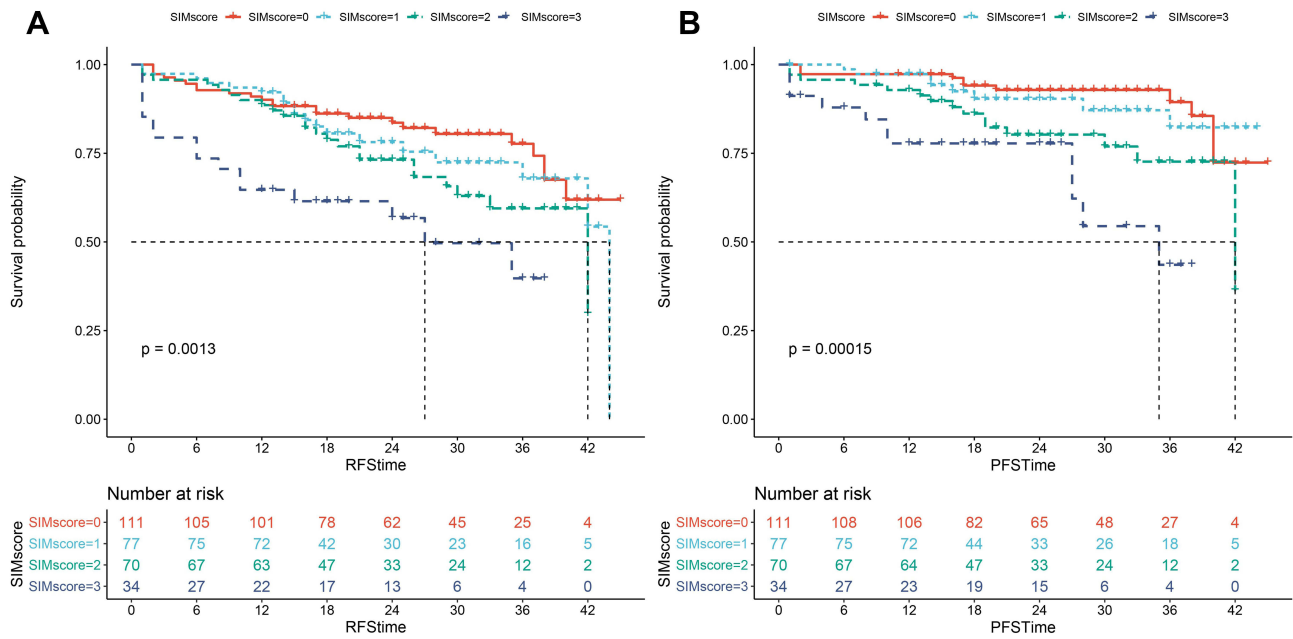 A
SIMscore SIMscore=0 SIMscore=1 SIMscore=2 SIMscore=3
1.00
0.75
0.50
0.25
0.00
Survival probability
p = 0.0013
0 6 12 18 24 30 36 42
RFStime
Number at risk
SIMscore
SIMscore=0 111 105 101 78 62 45 25 4
SIMscore=1 77 75 72 42 30 23 16 5
SIMscore=2 70 67 63 47 33 24 12 2
SIMscore=3 34 27 22 17 13 6 4 0
0 6 12 18 24 30 36 42
RFStime
B
SIMscore SIMscore=0 SIMscore=1 SIMscore=2 SIMscore=3
1.00
0.75
0.50
0.25
0.00
Survival probability
p = 0.00015
0 6 12 18 24 30 36 42
PFSTime
Number at risk
SIMscore
SIMscore=0 111 108 106 82 65 48 27 4
SIMscore=1 77 75 72 44 33 26 18 5
SIMscore=2 70 67 64 47 33 24 12 2
SIMscore=3 34 27 23 19 15 6 4 0
0 6 12 18 24 30 36 42
PFSTime